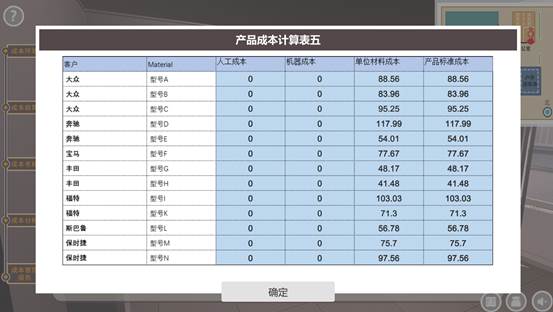 产品成本计算表五
客户 Material 人工成本 机器成本 单位材料成本 产品标准成本
大众 型号A 0 0 88.56 88.56
大众 型号B 0 0 83.96 83.96
大众 型号C 0 0 95.25 95.25
奔驰 型号D 0 0 117.99 117.99
奔驰 型号E 0 0 54.01 54.01
宝马 型号F 0 0 77.67 77.67
丰田 型号G 0 0 48.17 48.17
丰田 型号H 0 0 41.48 41.48
福特 型号I 0 0 103.03 103.03
福特 型号K 0 0 71.3 71.3
斯巴鲁 型号L 0 0 56.78 56.78
保时捷 型号M 0 0 75.7 75.7
保时捷 型号N 0 0 97.56 97.56
确定